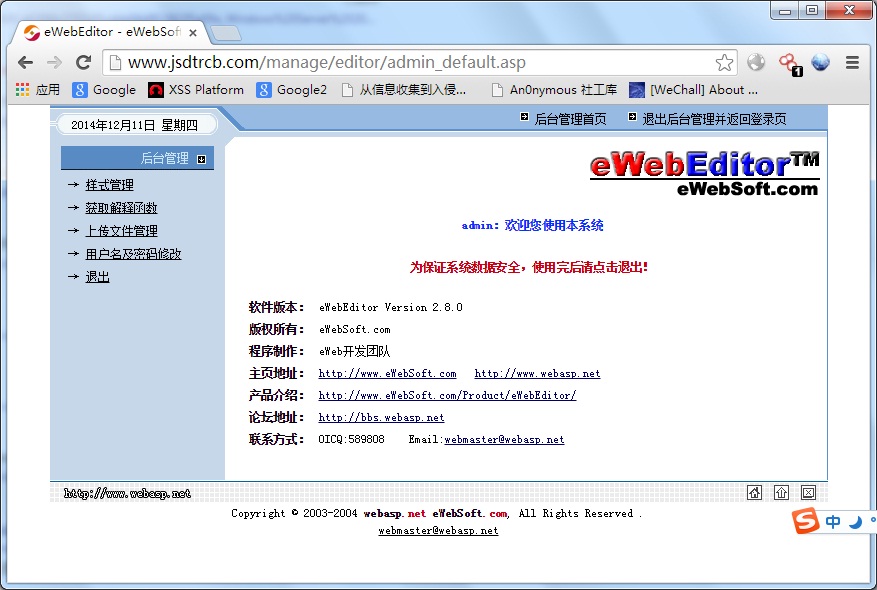 eWebEditor - eWebSof
www.jsdtrcb.com/manage/editor/admin_default.asp
应用 Google XSS Platform Google2 从信息收集到入侵... An0nymous 社工库 [WeChall] About ...
2014年12月11日 星期四
后台管理首页 退出后台管理并返回登录页
后台管理
样式管理
获取解释函数
上传文件管理
用户名及密码修改
退出
eWebEditor™
eWebSoft.com
admin：欢迎您使用本系统
为保证系统数据安全，使用完后请点击退出！
软件版本： eWebEditor Version 2.8.0
版权所有： eWebSoft.com
程序制作： eWeb开发团队
主页地址： http://www.eWebSoft.com http://www.webasp.net
产品介绍： http://www.eWebSoft.com/Product/eWebEditor/
论坛地址： http://bbs.webasp.net
联系方式： OICQ:589808 Email:webmaster@webasp.net
http://www.webasp.net
Copyright © 2003-2004 webasp.net eWebSoft.com, All Rights Reserved .
webmaster@webasp.net
S 中
1